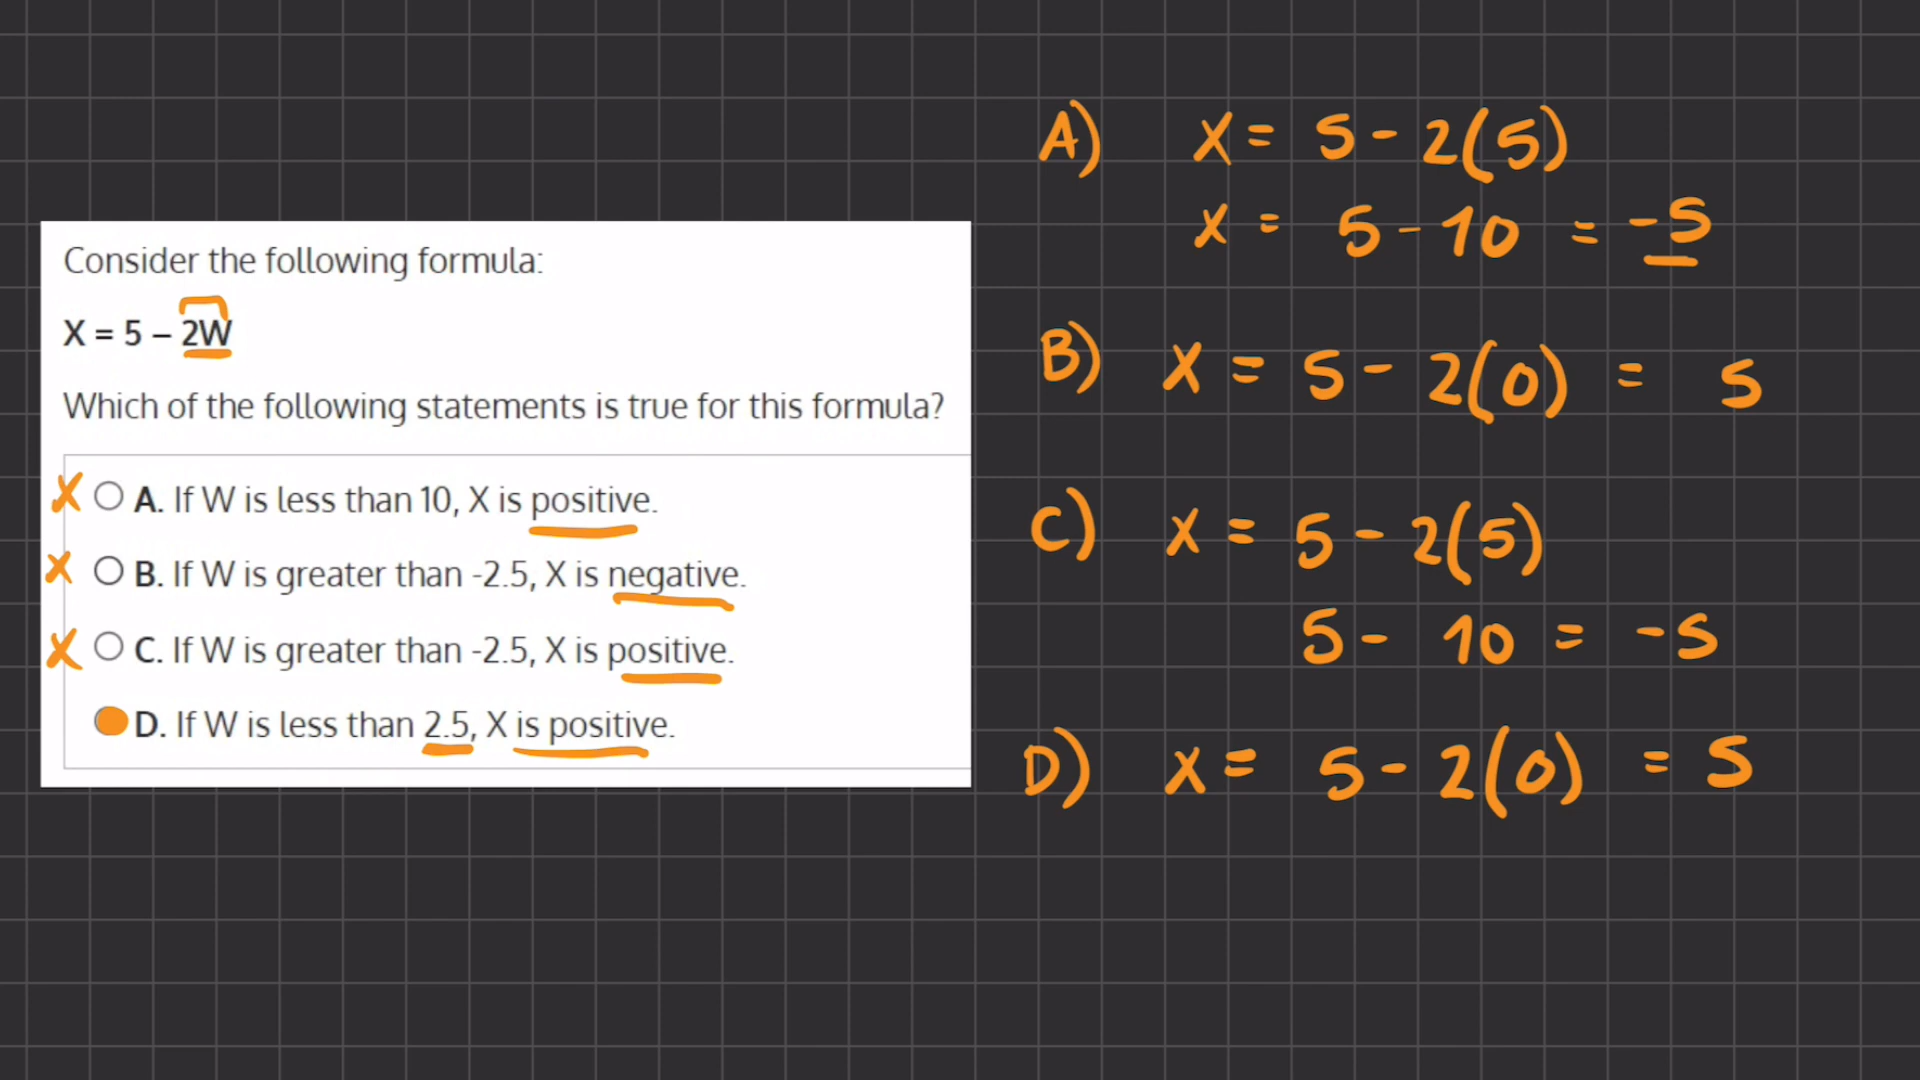 Consider the following formula:
X = 5 – 2W
Which of the following statements is true for this formula?
A. If W is less than 10, X is positive.
B. If W is greater than -2.5, X is negative.
C. If W is greater than -2.5, X is positive.
D. If W is less than 2.5, X is positive.
A) X = 5 - 2(5)
X = 5 - 10 = -5
B) X = 5 - 2(0) = 5
C) X = 5 - 2(5)
5 - 10 = -5
D) X = 5 - 2(0) = 5